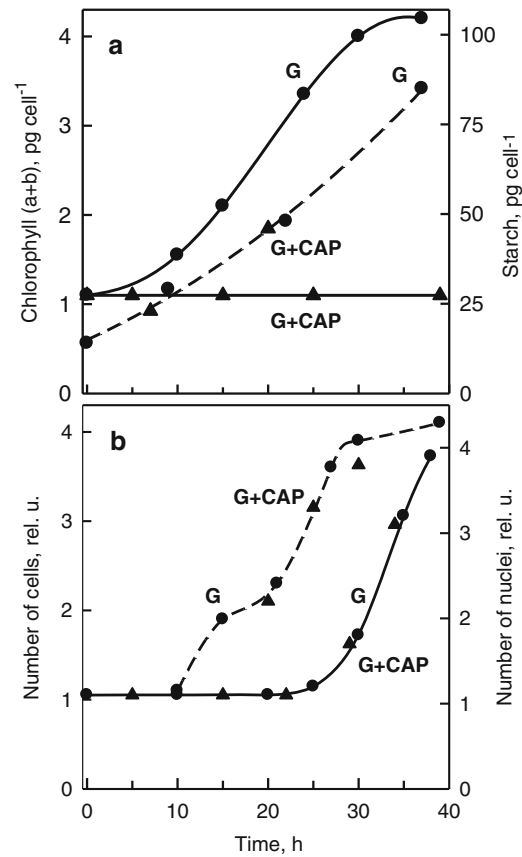 a
Chlorophyll (a+b), pg cell-1
4
3
2
1
0
G
G
G+CAP
G+CAP
100
75
50
25
0
Starch, pg cell-1
b
Number of cells, rel. u.
4
3
2
1
0
G+CAP
G
G
G+CAP
4
3
2
1
0
Number of nuclei, rel. u.
0 10 20 30 40
Time, h